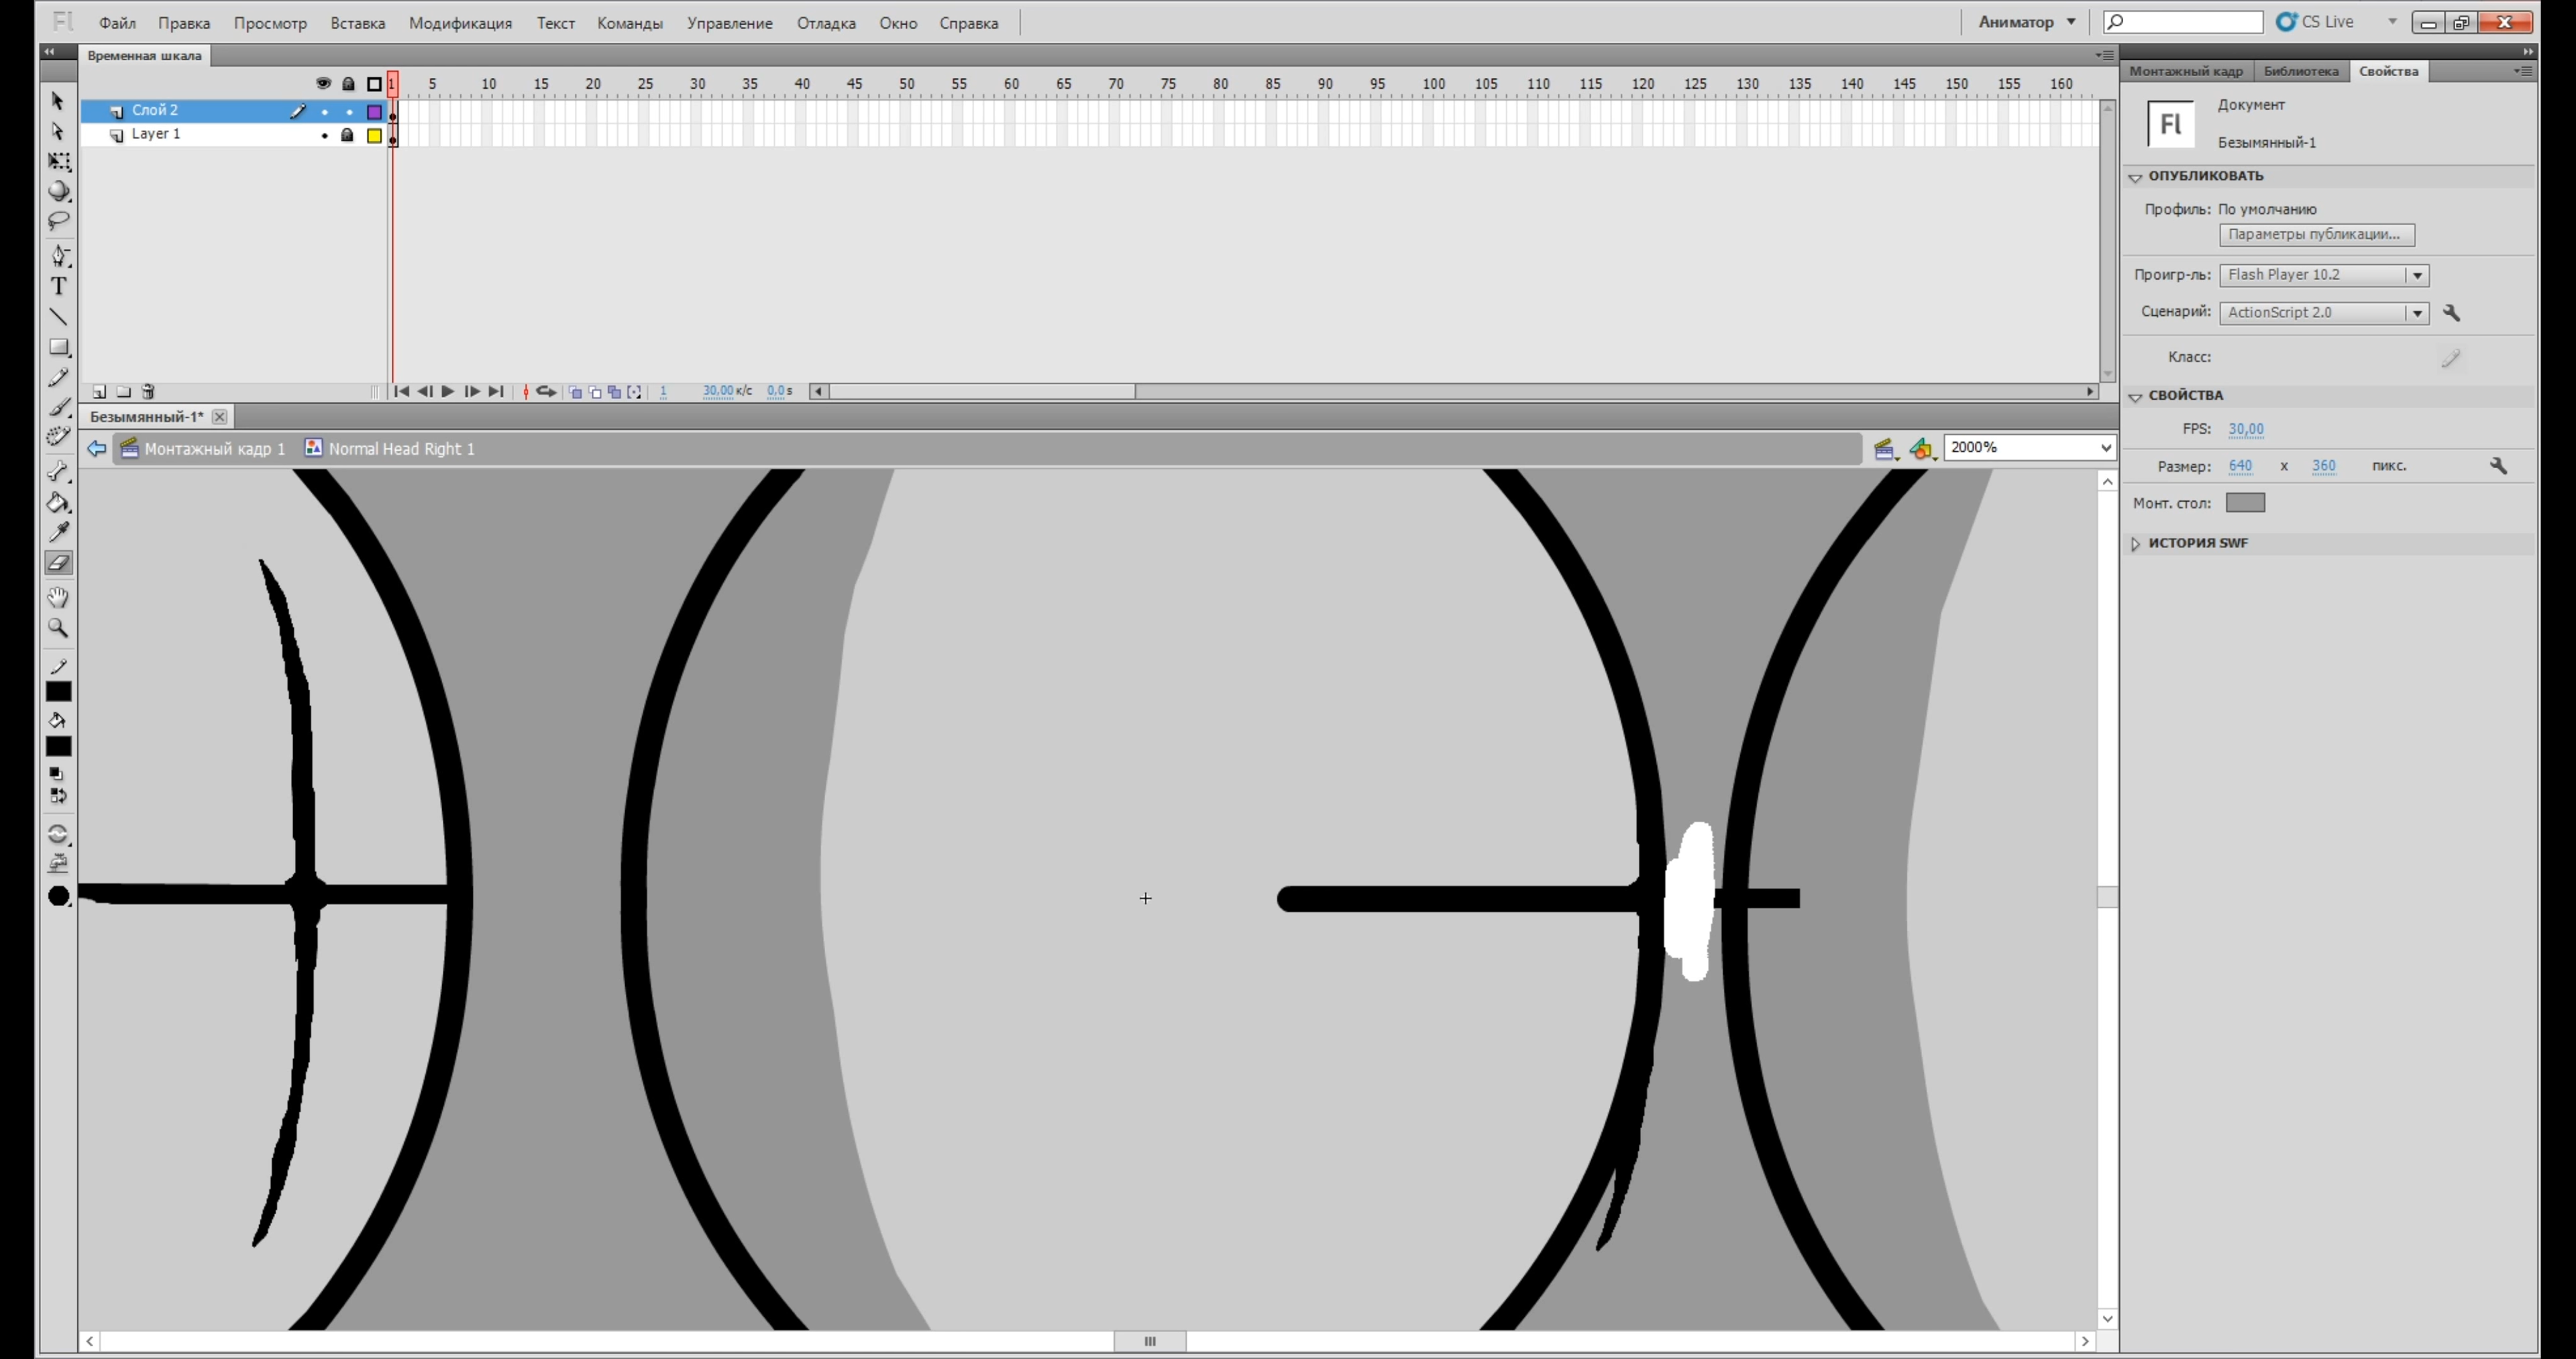 Fl Файл Правка Просмотр Вставка Модификация Текст Команды Управление Отладка Окно Справка Аниматор CS Live
Временная шкала
1 5 10 15 20 25 30 35 40 45 50 55 60 65 70 75 80 85 90 95 100 105 110 115 120 125 130 135 140 145 150 155 160
Слой 2
Layer 1
1 30,00 к/с 0,0 s
Безымянный-1*
Монтажный кадр 1 Normal Head Right 1 2000%
T
Монтажный кадр Библиотека Свойства
Fl
Документ
Безымянный-1
ОПУБЛИКОВАТЬ
Профиль: По умолчанию
Параметры публикации...
Проигр-ль: Flash Player 10.2
Сценарий: ActionScript 2.0
Класс:
СВОЙСТВА
FPS: 30,00
Размер: 640 x 360 пикс.
Монт. стол:
ИСТОРИЯ SWF